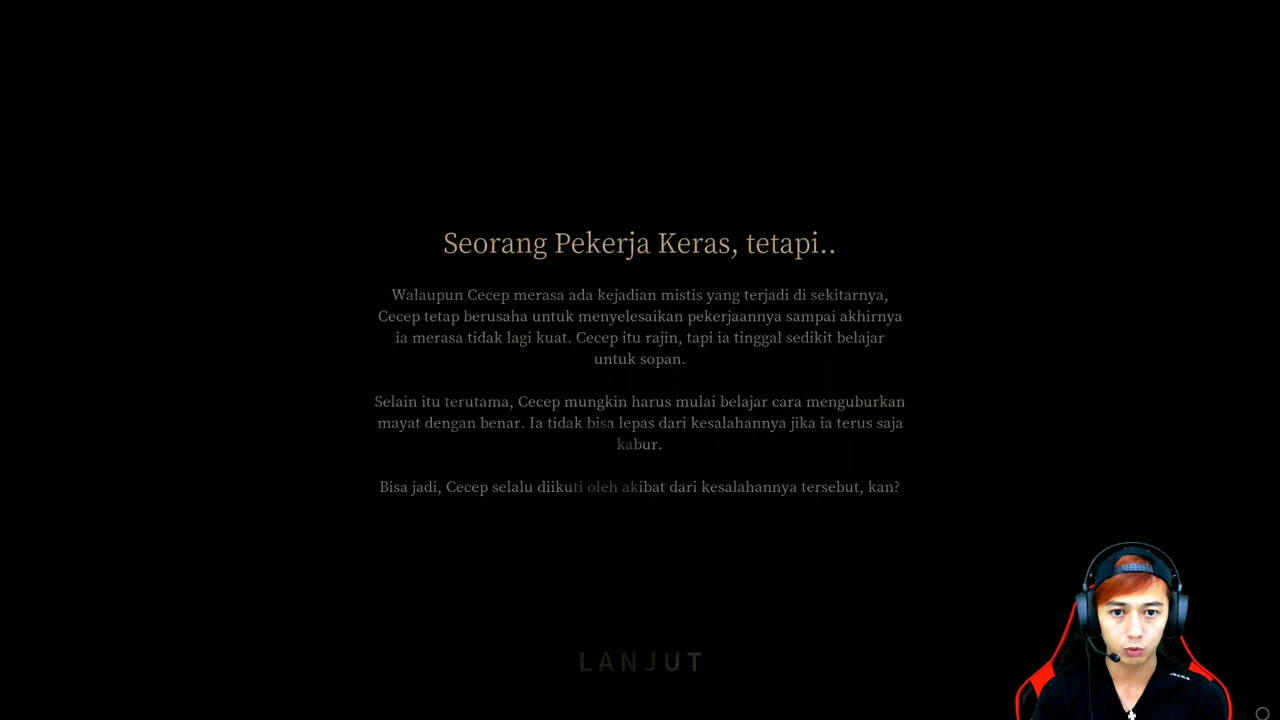 Seorang Pekerja Keras, tetapi..
Walaupun Cecep merasa ada kejadian mistis yang terjadi di sekitarnya,
Cecep tetap berusaha untuk menyelesaikan pekerjaannya sampai akhirnya
ia merasa tidak lagi kuat. Cecep itu rajin, tapi ia tinggal sedikit belajar
untuk sopan.
Selain itu terutama, Cecep mungkin harus mulai belajar cara menguburkan
mayat dengan benar. Ia tidak bisa lepas dari kesalahannya jika ia terus saja
kabur.
Bisa jadi, Cecep selalu diikuti oleh akibat dari kesalahannya tersebut, kan?
LANJUT